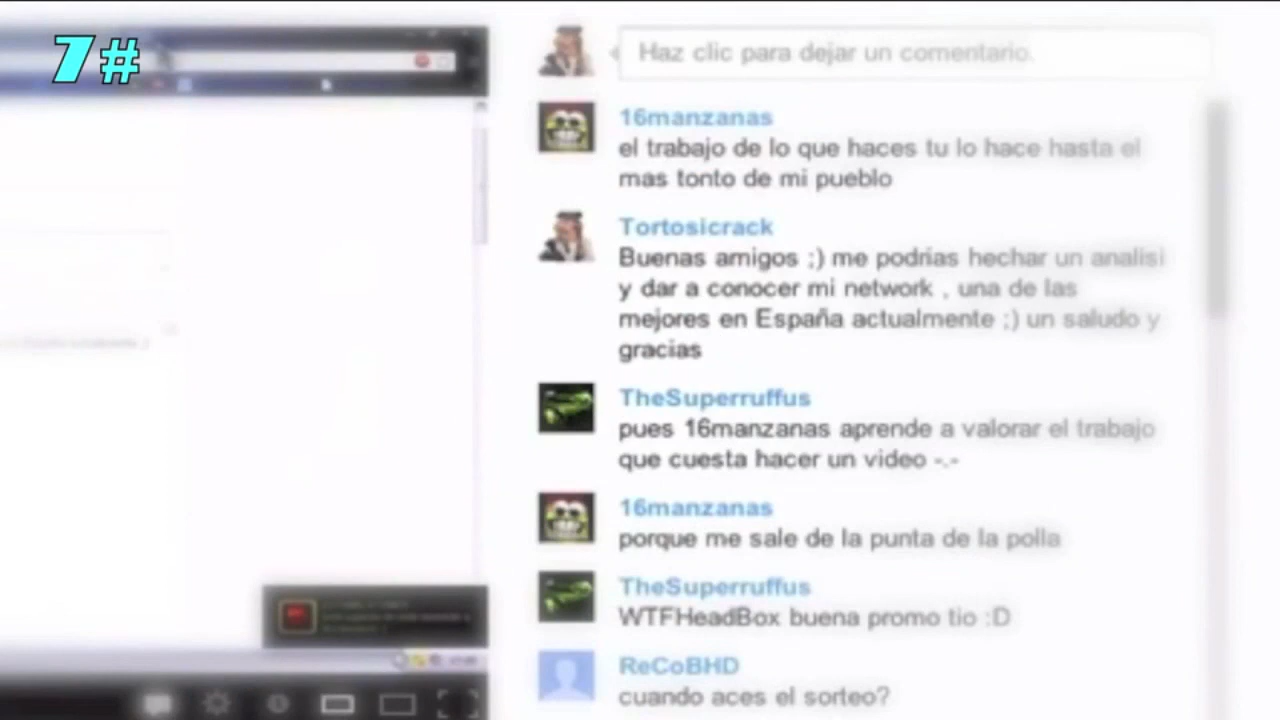 7#
Haz clic para dejar un comentario.
16manzanas
el trabajo de lo que haces tu lo hace hasta el
mas tonto de mi pueblo
Tortosicrack
Buenas amigos ;) me podrias hechar un analisi
y dar a conocer mi network , una de las
mejores en España actualmente ;) un saludo y
gracias
TheSuperruffus
pues 16manzanas aprende a valorar el trabajo
que cuesta hacer un video -.-
16manzanas
porque me sale de la punta de la polla
TheSuperruffus
WTFHeadBox buena promo tio :D
ReCoBHD
cuando aces el sorteo?